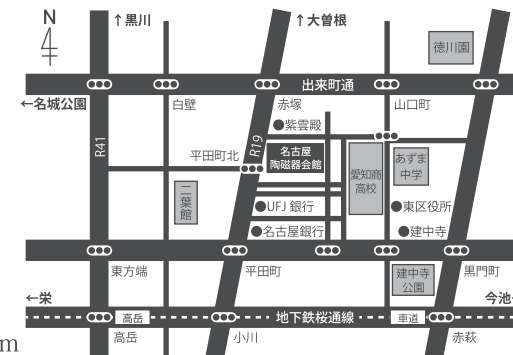 N
↑黒川
↑大曽根
徳川園
出来町通
←名城公園
白壁
赤塚
山口町
紫雲殿
R41
R19
平田町北
名古屋
陶磁器会館
愛知商
高校
あずま
中学
二葉館
UFJ 銀行
東区役所
名古屋銀行
建中寺
東方端
平田町
建中寺
公園
黒門町
←栄
今池
高岳
地下鉄桜通線
車道
高岳
小川
赤萩
m